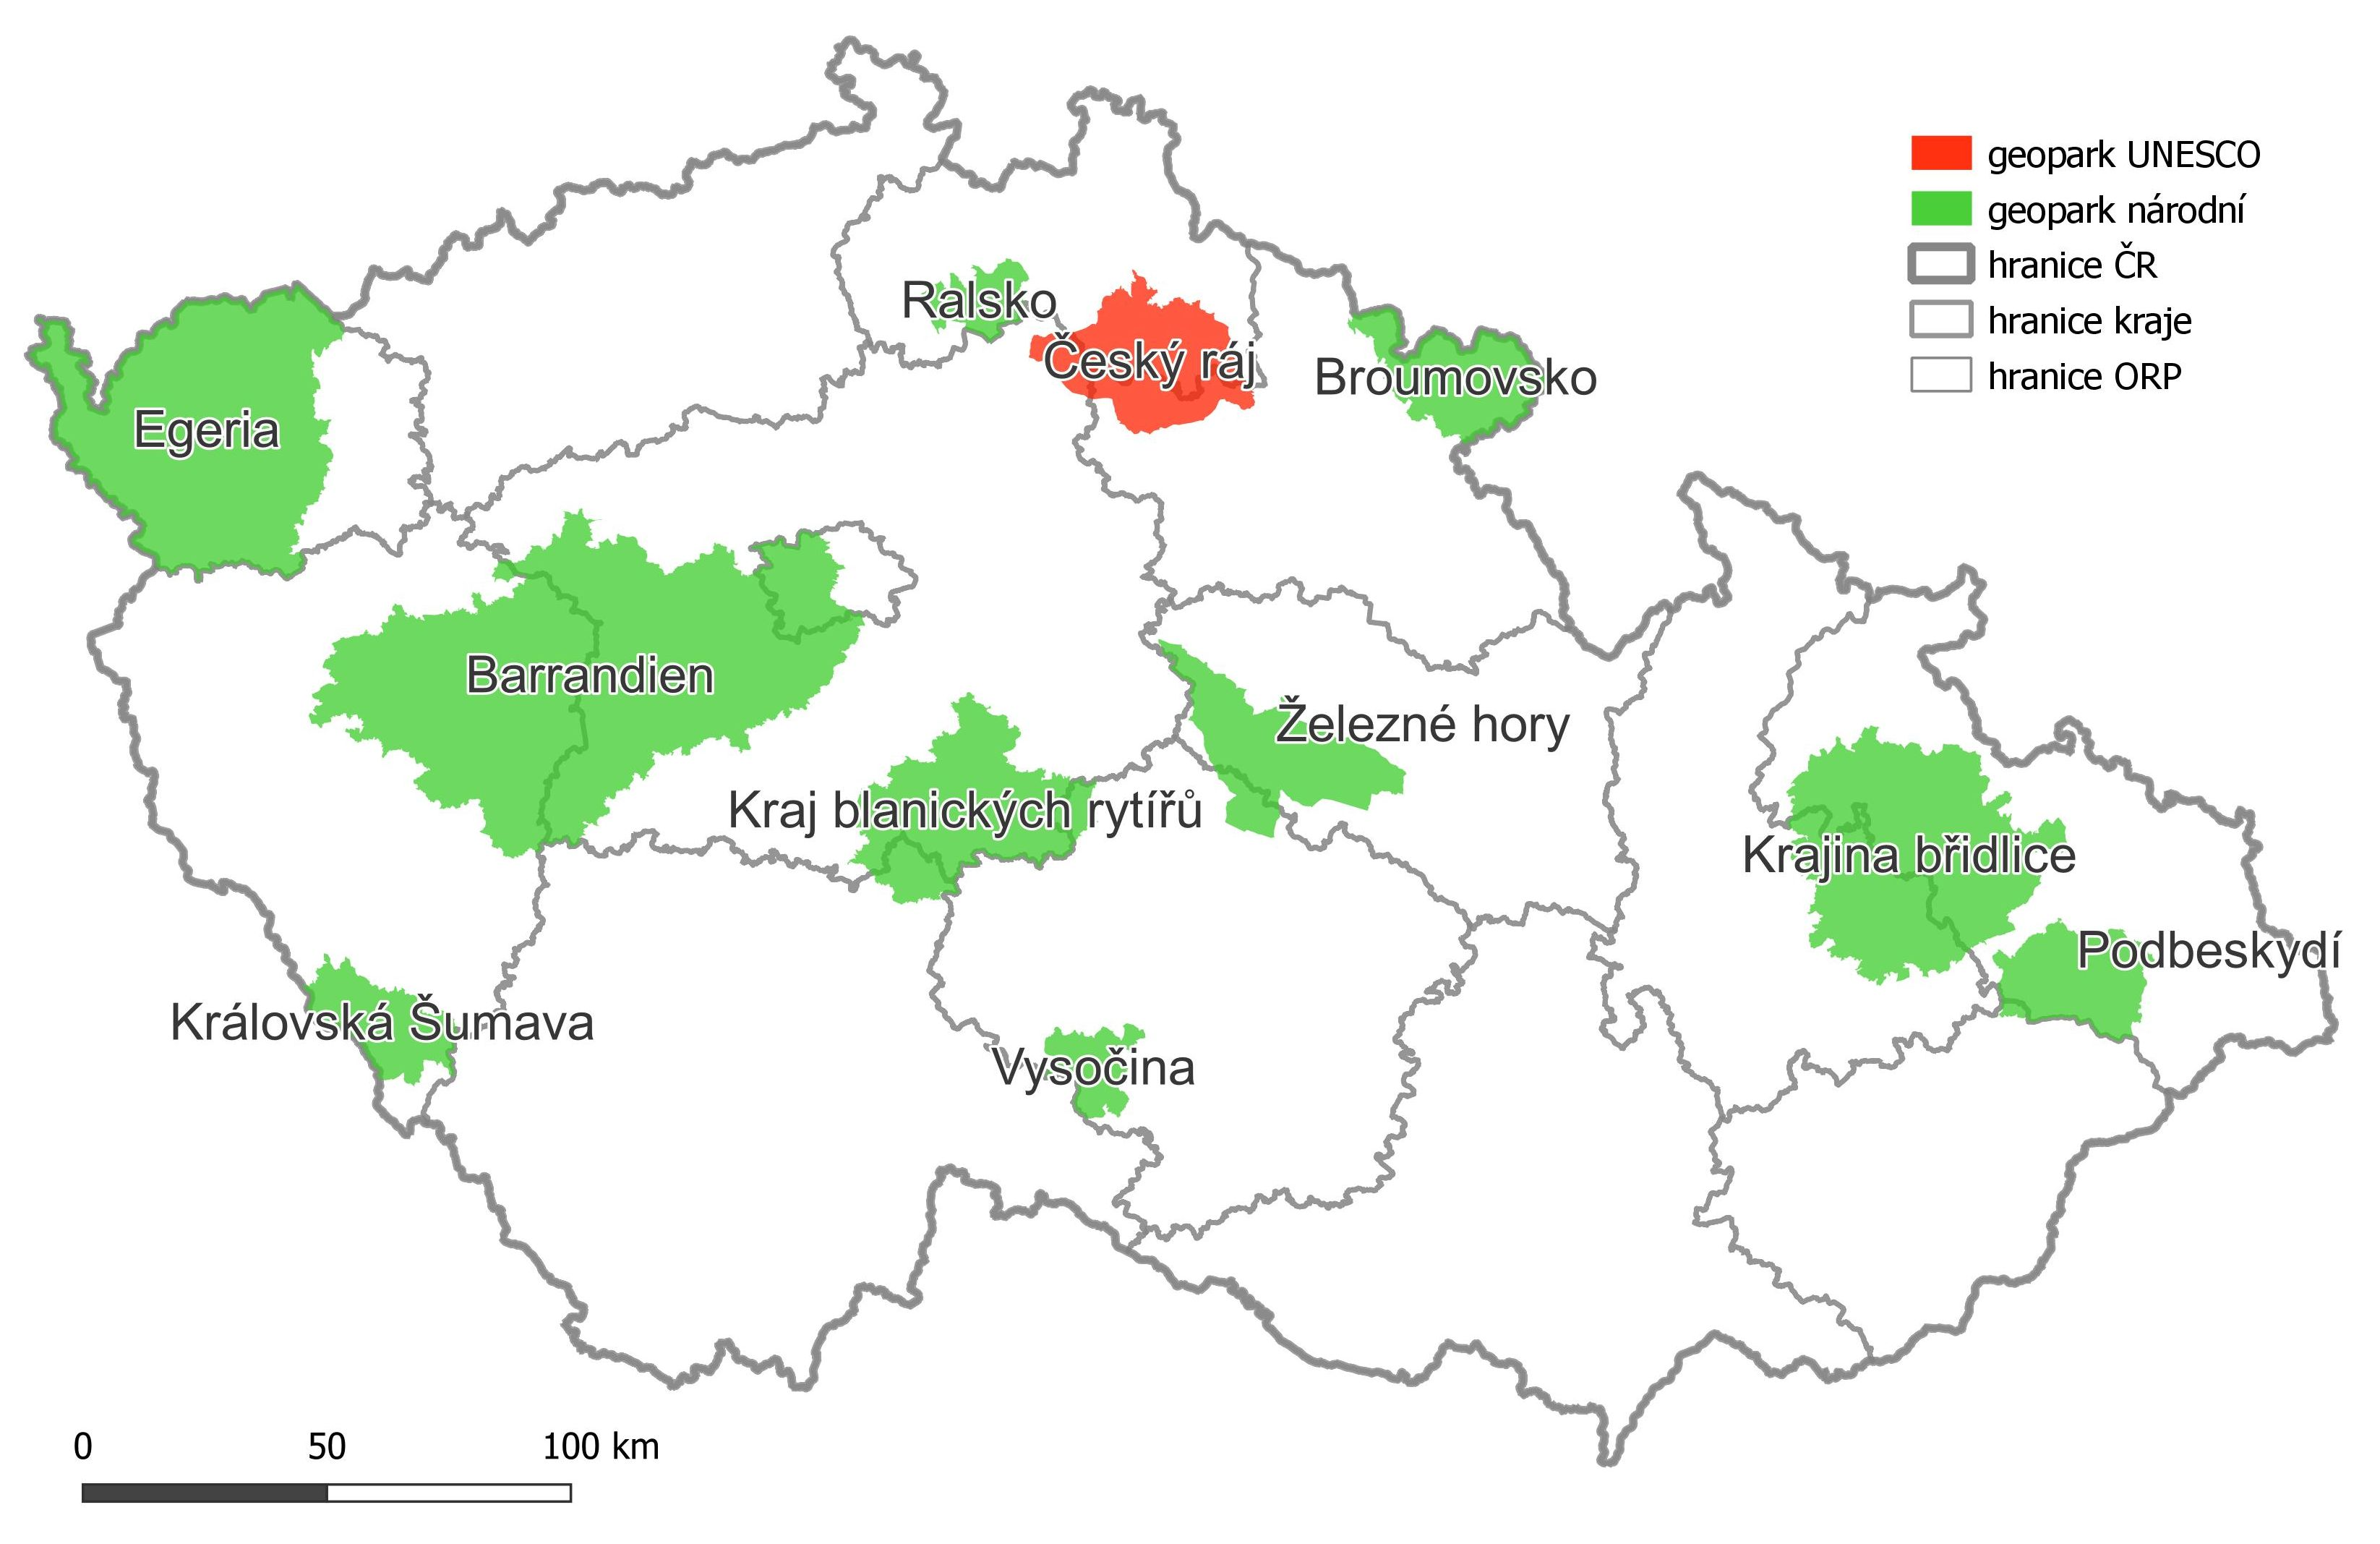 geopark UNESCO
geopark národní
hranice ČR
hranice kraje
hranice ORP
Ralsko
Český ráj
Broumovsko
Egeria
Barrandien
Železné hory
Kraj blanických rytířů
Krajina břidlice
Podbeskydí
Královská Šumava
Vysočina
0 50 100 km